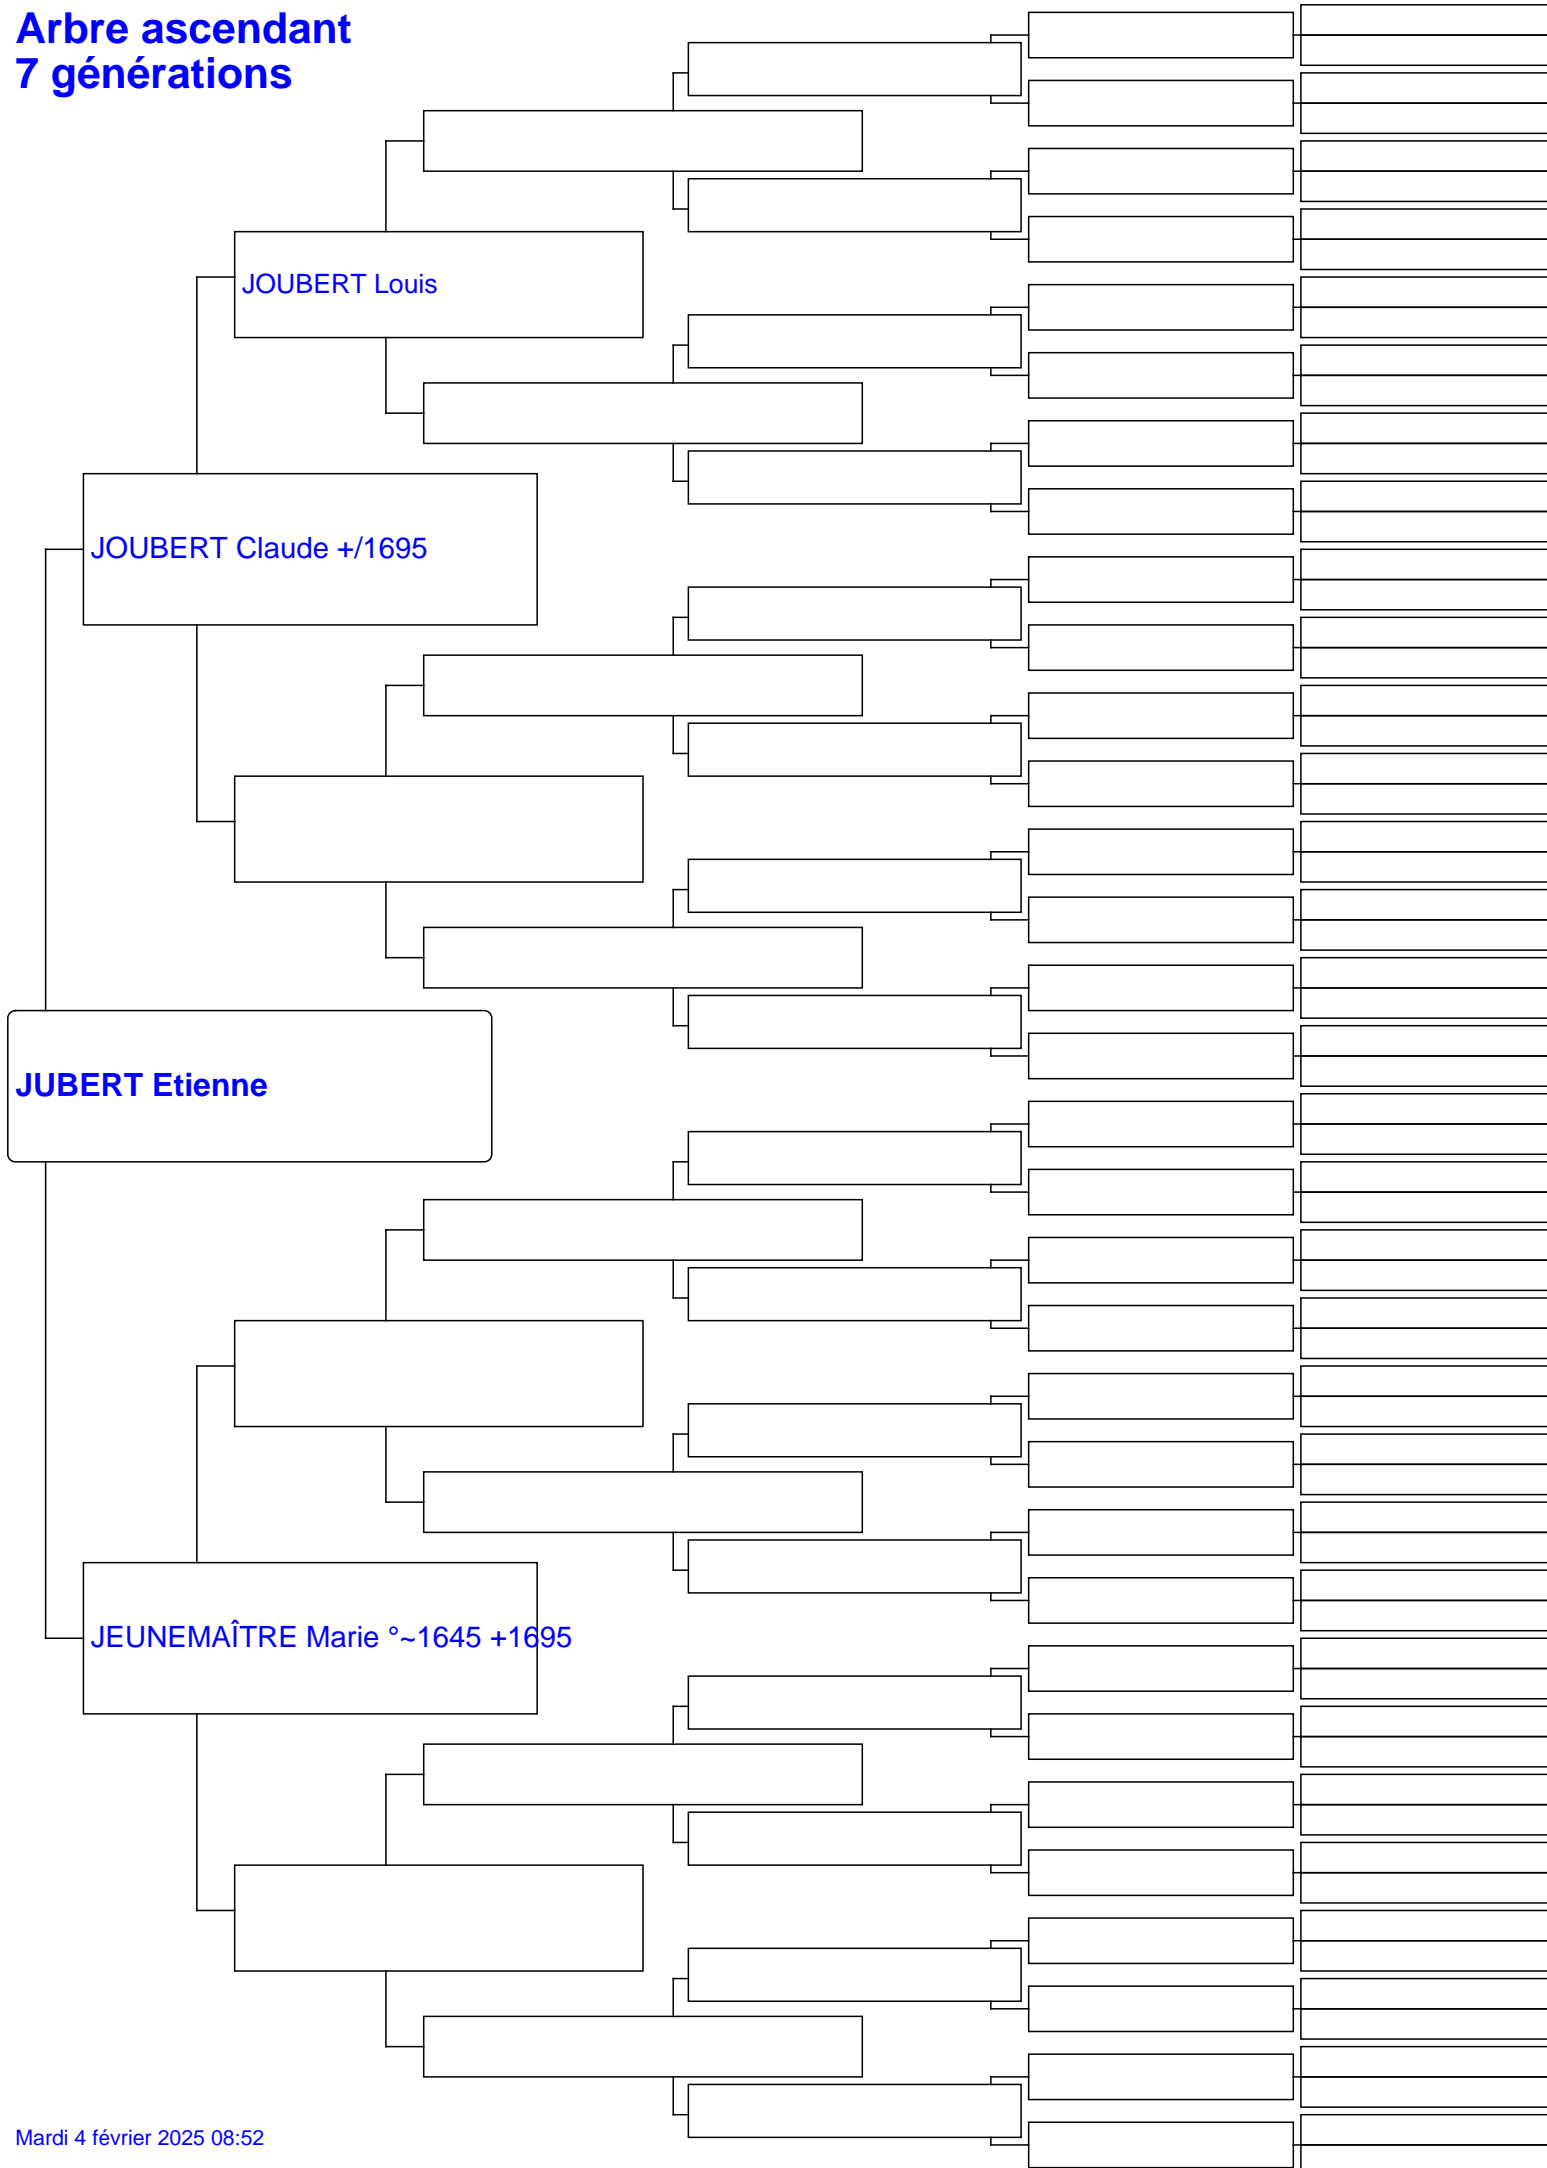 Arbre ascendant
7 générations
JOUBERT Louis
JOUBERT Claude +/1695
JUBERT Etienne
JEUNEMAÎTRE Marie °~1645 +1695
Mardi 4 février 2025 08:52